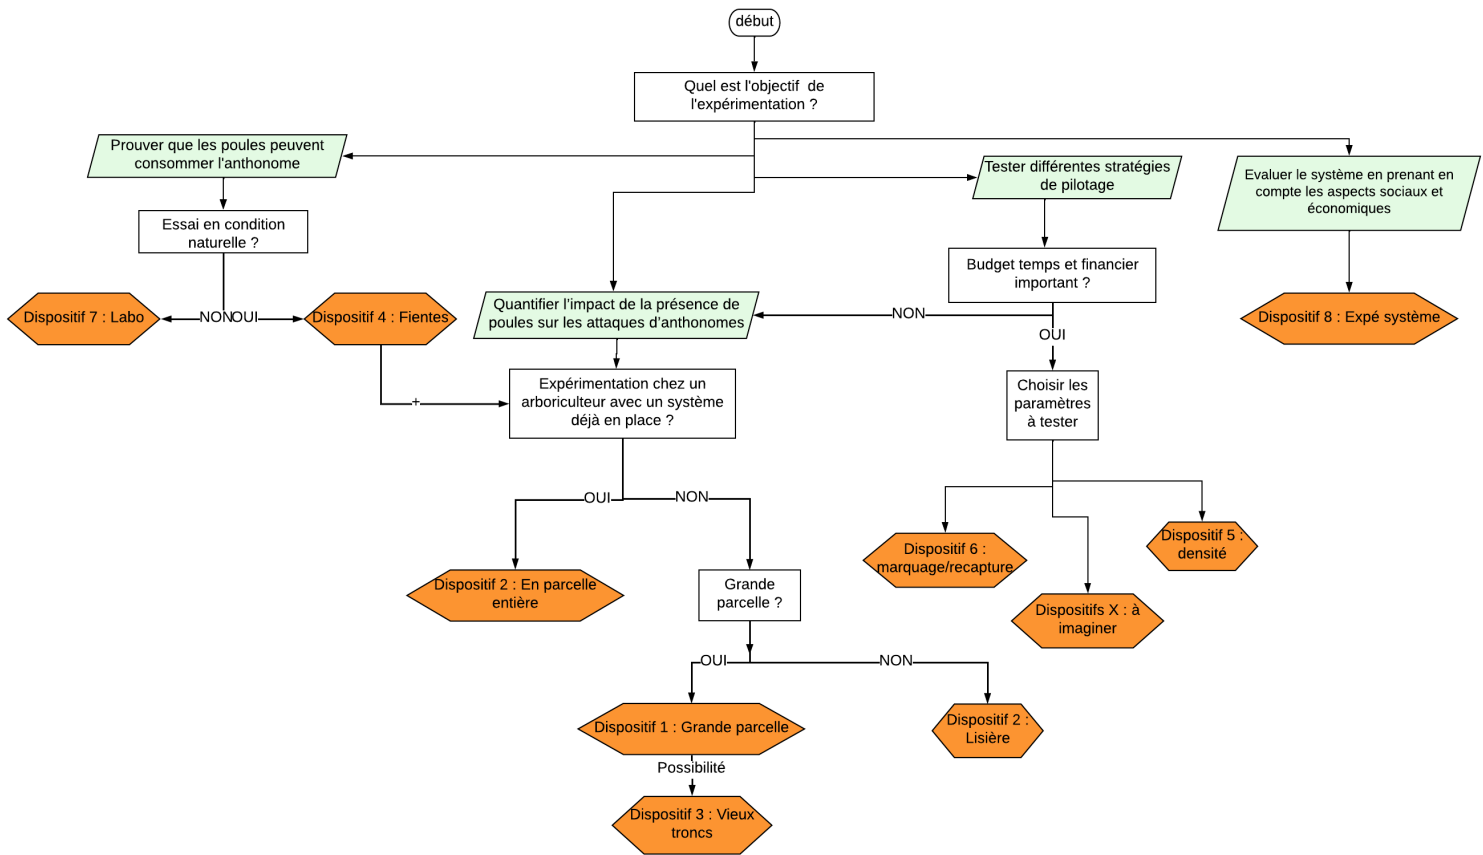 début
Quel est l'objectif de
l'expérimentation ?
Prouver que les poules peuvent
consommer l'anthonome
Tester différentes stratégies
de pilotage
Evaluer le système en prenant en
compte les aspects sociaux et
économiques
Essai en condition
naturelle ?
Budget temps et financier
important ?
Quantifier l'impact de la présence de
poules sur les attaques d'anthonomes
Dispositif 7 : Labo
NON
OUI
Dispositif 4 : Fientes
NON
OUI
Dispositif 8 : Expé système
Expérimentation chez un
arboriculteur avec un système
déjà en place ?
+
Choisir les
paramètres
à tester
OUI
NON
Dispositif 6 :
marquage/recapture
Dispositif 5 :
densité
Dispositif 2 : En parcelle
entière
Grande
parcelle ?
Dispositifs X : à
imaginer
OUI
NON
Dispositif 1 : Grande parcelle
Dispositif 2 :
Lisière
Possibilité
Dispositif 3 : Vieux
troncs